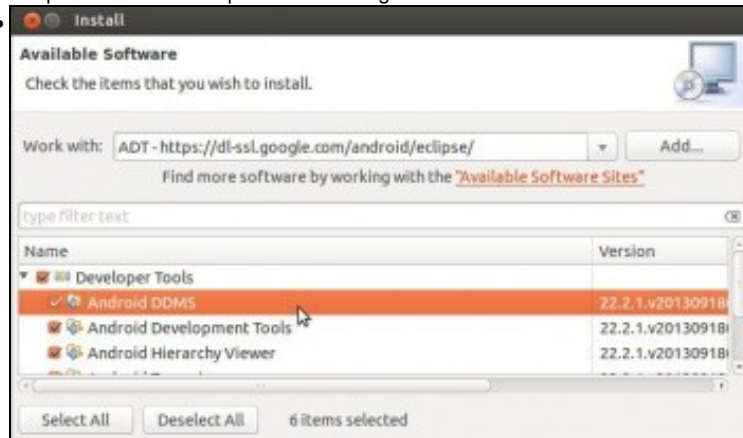 Install
Available Software
Check the items that you wish to install.
Work with: ADT - https://dl-ssl.google.com/android/eclipse/ Add...
Find more software by working with the "Available Software Sites"
type filter text
Name Version
Developer Tools
Android DDMS 22.2.1.v20130918
Android Development Tools 22.2.1.v20130918
Android Hierarchy Viewer 22.2.1.v20130918
Select All Deselect All 6 items selected